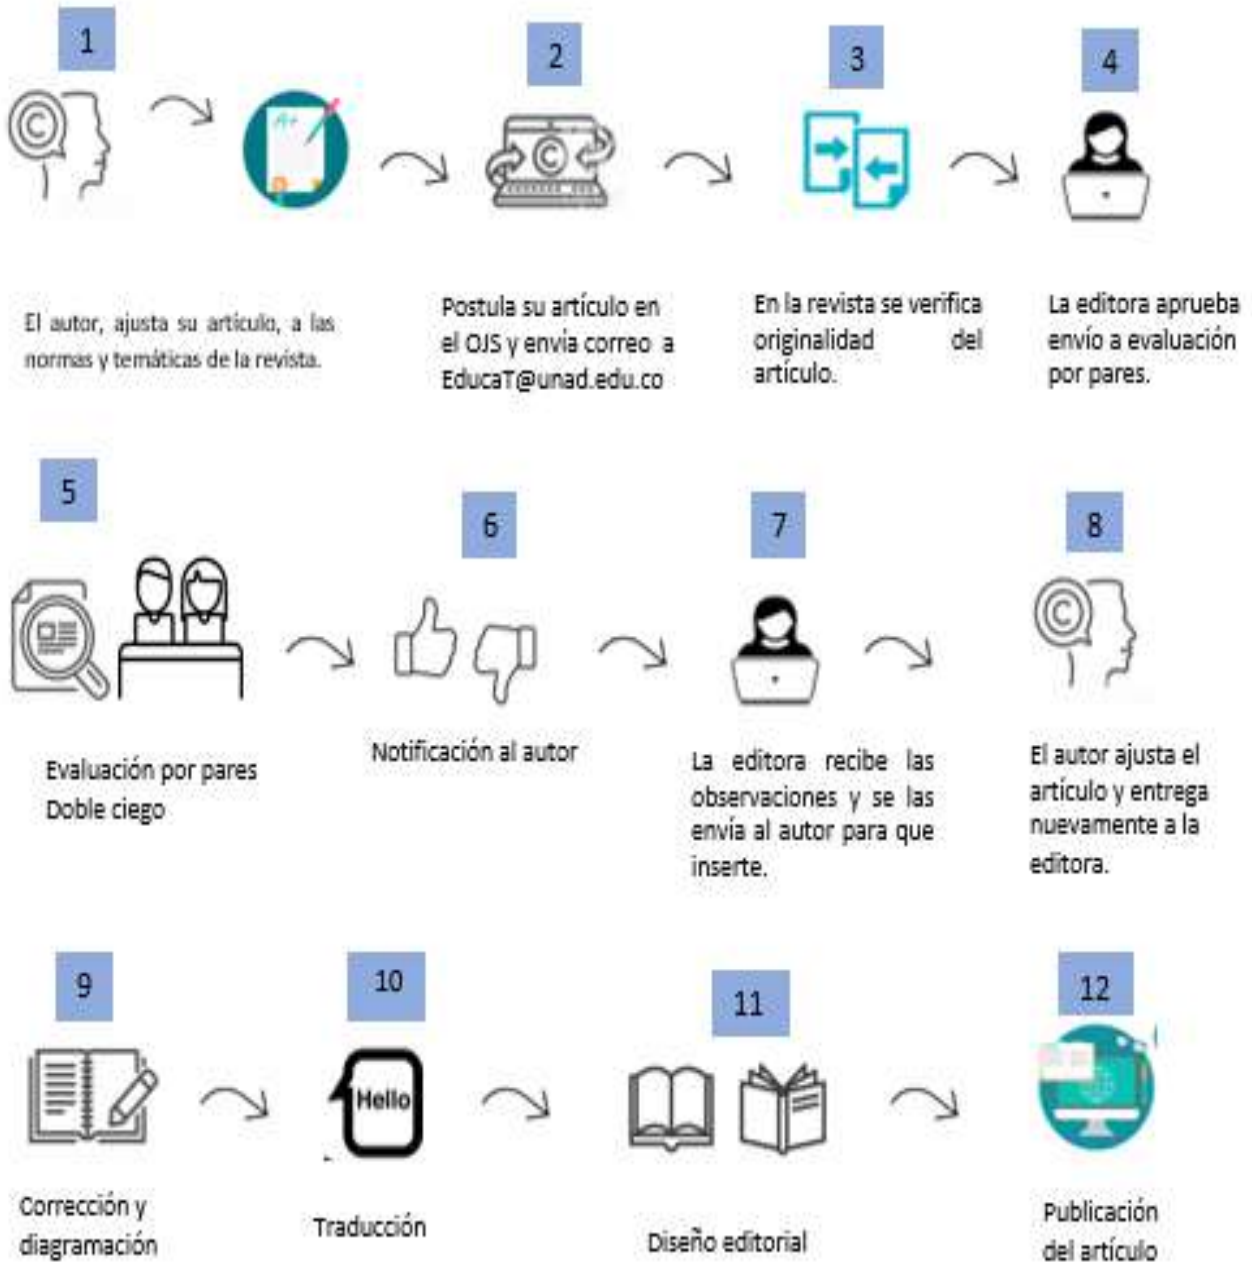 1
2
3
4
A+
El autor, ajusta su artículo, a las
normas y temáticas de la revista.
Postula su artículo en
el OJS y envía correo a
EducaT@unad.edu.co
En la revista se verifica
originalidad del
artículo.
La editora aprueba
envío a evaluación
por pares.
5
6
7
8
Evaluación por pares
Doble ciego
Notificación al autor
La editora recibe las
observaciones y se las
envía al autor para que
inserte.
El autor ajusta el
artículo y entrega
nuevamente a la
editora.
9
10
11
12
Hello
Corrección y
diagramación
Traducción
Diseño editorial
Publicación
del artículo